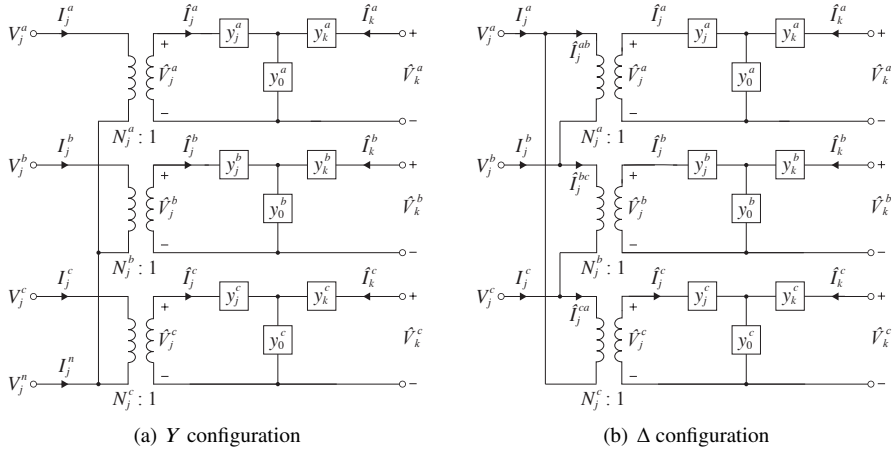 I_j^a Î_j^a y_j^a y_k^a Î_k^a
V_j^a + V̂_j^a − y_0^a + V̂_k^a −
N_j^a : 1
I_j^b Î_j^b y_j^b y_k^b Î_k^b
V_j^b + V̂_j^b − y_0^b + V̂_k^b −
N_j^b : 1
I_j^c Î_j^c y_j^c y_k^c Î_k^c
V_j^c + V̂_j^c − y_0^c + V̂_k^c −
I_j^n
V_j^n
N_j^c : 1
(a) Y configuration
I_j^a Î_j^a y_j^a y_k^a Î_k^a
V_j^a Î_j^{ab} + V̂_j^a − y_0^a + V̂_k^a −
N_j^a : 1
I_j^b Î_j^b y_j^b y_k^b Î_k^b
V_j^b Î_j^{bc} + V̂_j^b − y_0^b + V̂_k^b −
N_j^b : 1
I_j^c Î_j^c y_j^c y_k^c Î_k^c
V_j^c Î_j^{ca} + V̂_j^c − y_0^c + V̂_k^c −
N_j^c : 1
(b) Δ configuration